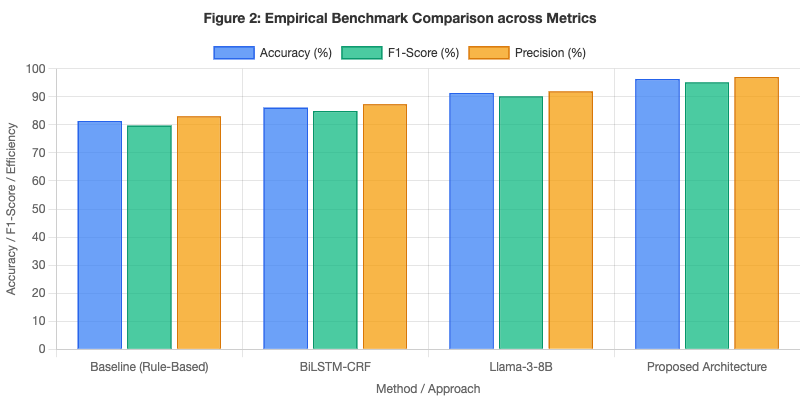 Figure 2: Empirical Benchmark Comparison across Metrics
Accuracy (%) F1-Score (%) Precision (%)
Accuracy / F1-Score / Efficiency
100
90
80
70
60
50
40
30
20
10
0
Baseline (Rule-Based) BiLSTM-CRF Llama-3-8B Proposed Architecture
Method / Approach